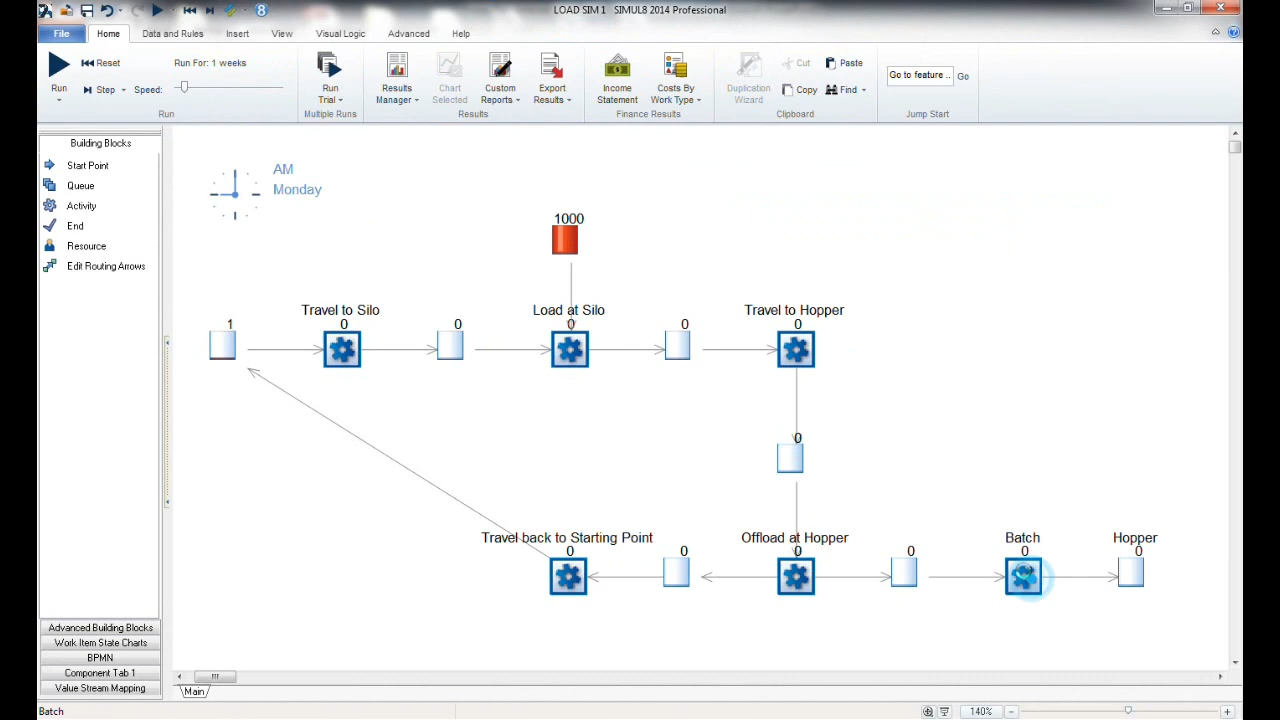 LOAD SIM 1    SIMUL8 2014 Professional
File Home Data and Rules Insert View Visual Logic Advanced Help
Run
Reset
Step
Run For: 1 weeks
Speed:
Run
Run Trial
Multiple Runs
Results Manager
Chart Selected
Custom Reports
Export Results
Results
Income Statement
Costs By Work Type
Finance Results
Duplication Wizard
Cut
Copy
Paste
Find
Clipboard
Go to feature ..
Go
Jump Start
Building Blocks
Start Point
Queue
Activity
End
Resource
Edit Routing Arrows
Advanced Building Blocks
Work Item State Charts
BPMN
Component Tab 1
Value Stream Mapping
AM
Monday
1000
Travel to Silo Load at Silo Travel to Hopper
1 0 0 0 0 0
0
Travel back to Starting Point Offload at Hopper Batch Hopper
0 0 0 0 0 0
Main
Batch
140%